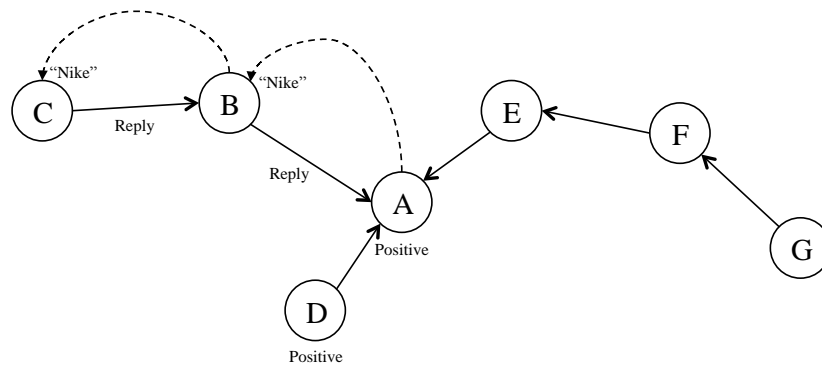 “Nike”
C
B
“Nike”
Reply
E
F
Reply
A
G
Positive
D
Positive